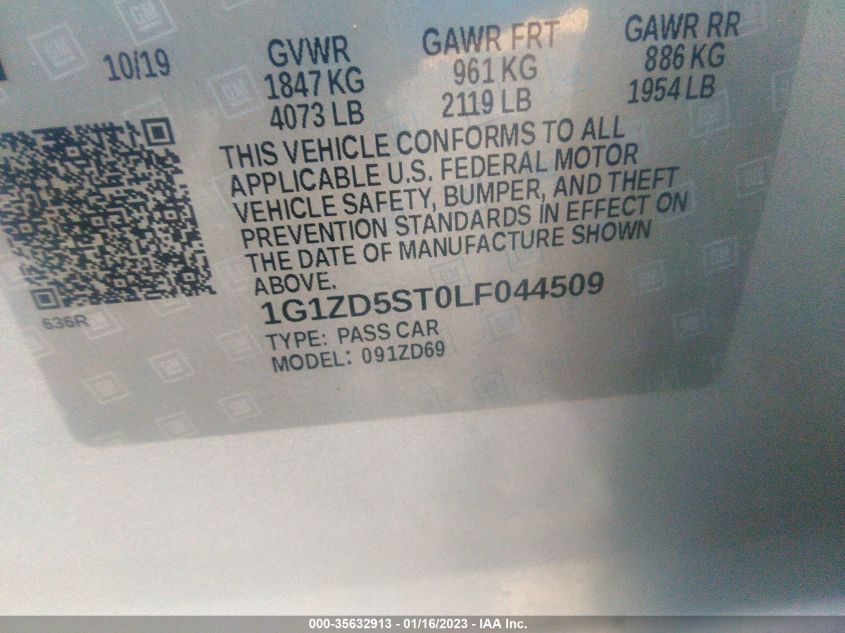 10/19 GVWR GAWR FRT GAWR RR
1847 KG 961 KG 886 KG
4073 LB 2119 LB 1954 LB
THIS VEHICLE CONFORMS TO ALL
APPLICABLE U.S. FEDERAL MOTOR
VEHICLE SAFETY, BUMPER, AND THEFT
PREVENTION STANDARDS IN EFFECT ON
THE DATE OF MANUFACTURE SHOWN
ABOVE.
1G1ZD5ST0LF044509
636R
TYPE: PASS CAR
MODEL: 091ZD69
GM
000-35632913 - 01/16/2023 - IAA Inc.